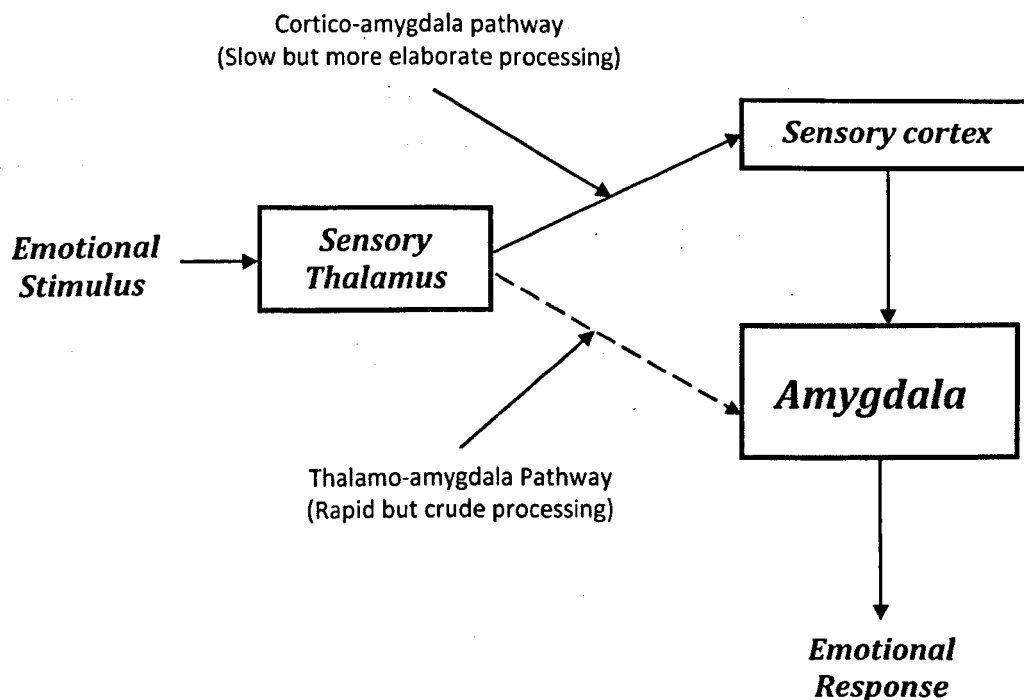 Cortico-amygdala pathway
(Slow but more elaborate processing)
Sensory cortex
Emotional
Stimulus
Sensory
Thalamus
Amygdala
Thalamo-amygdala Pathway
(Rapid but crude processing)
Emotional
Response